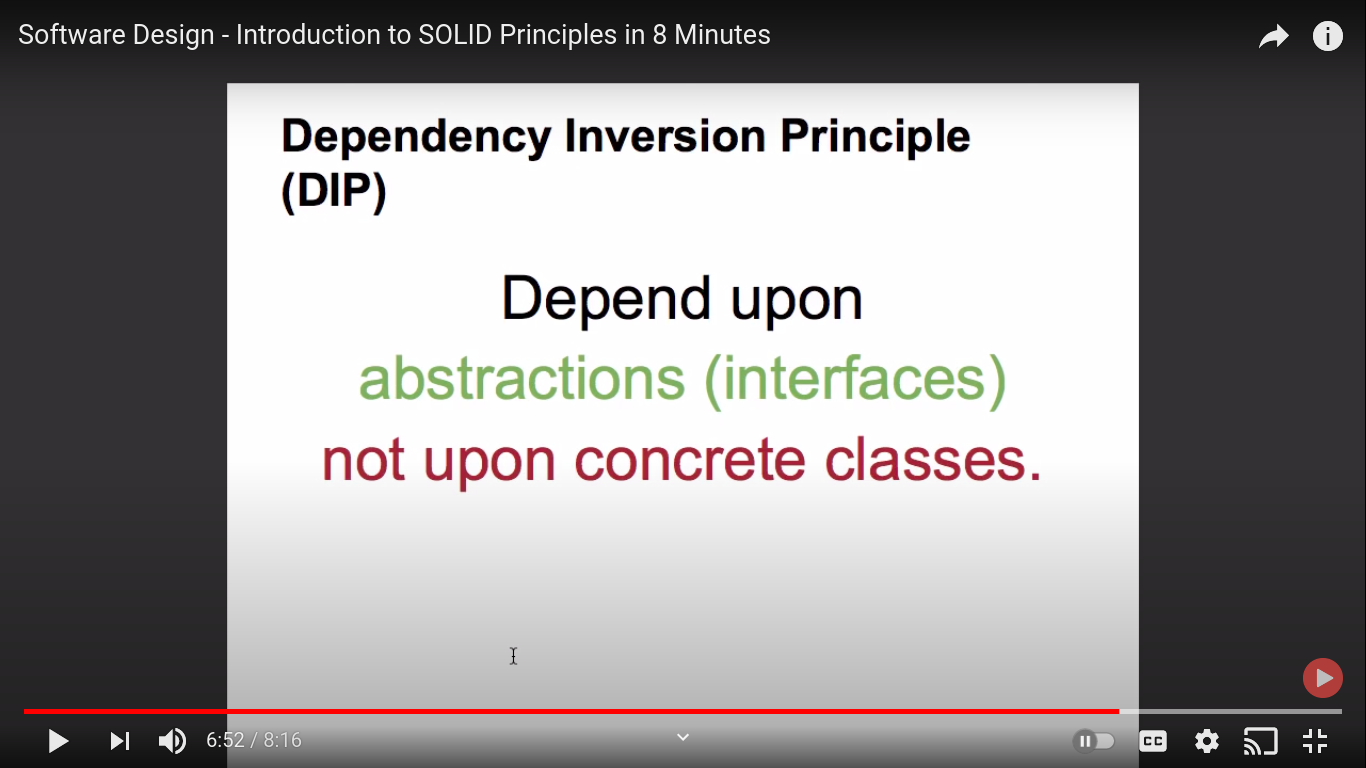 Software Design - Introduction to SOLID Principles in 8 Minutes
Dependency Inversion Principle
(DIP)
Depend upon
abstractions (interfaces)
not upon concrete classes.
6:52 / 8:16
CC